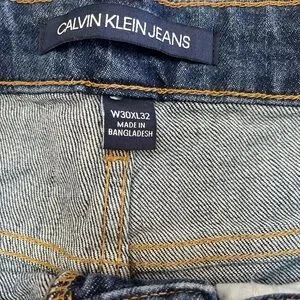 CALVIN KLEIN JEANS
W30XL32
MADE IN
BANGLADESH